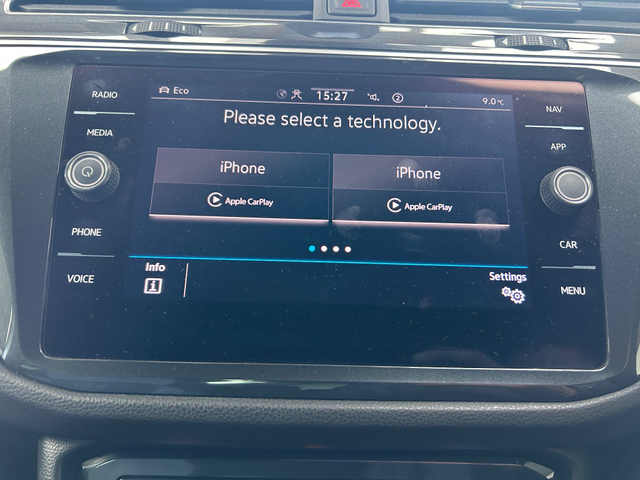 RADIO
MEDIA
PHONE
VOICE
Eco
15:27
2
9.0°C
Please select a technology.
iPhone
Apple CarPlay
iPhone
Apple CarPlay
Info
Settings
NAV
APP
CAR
MENU